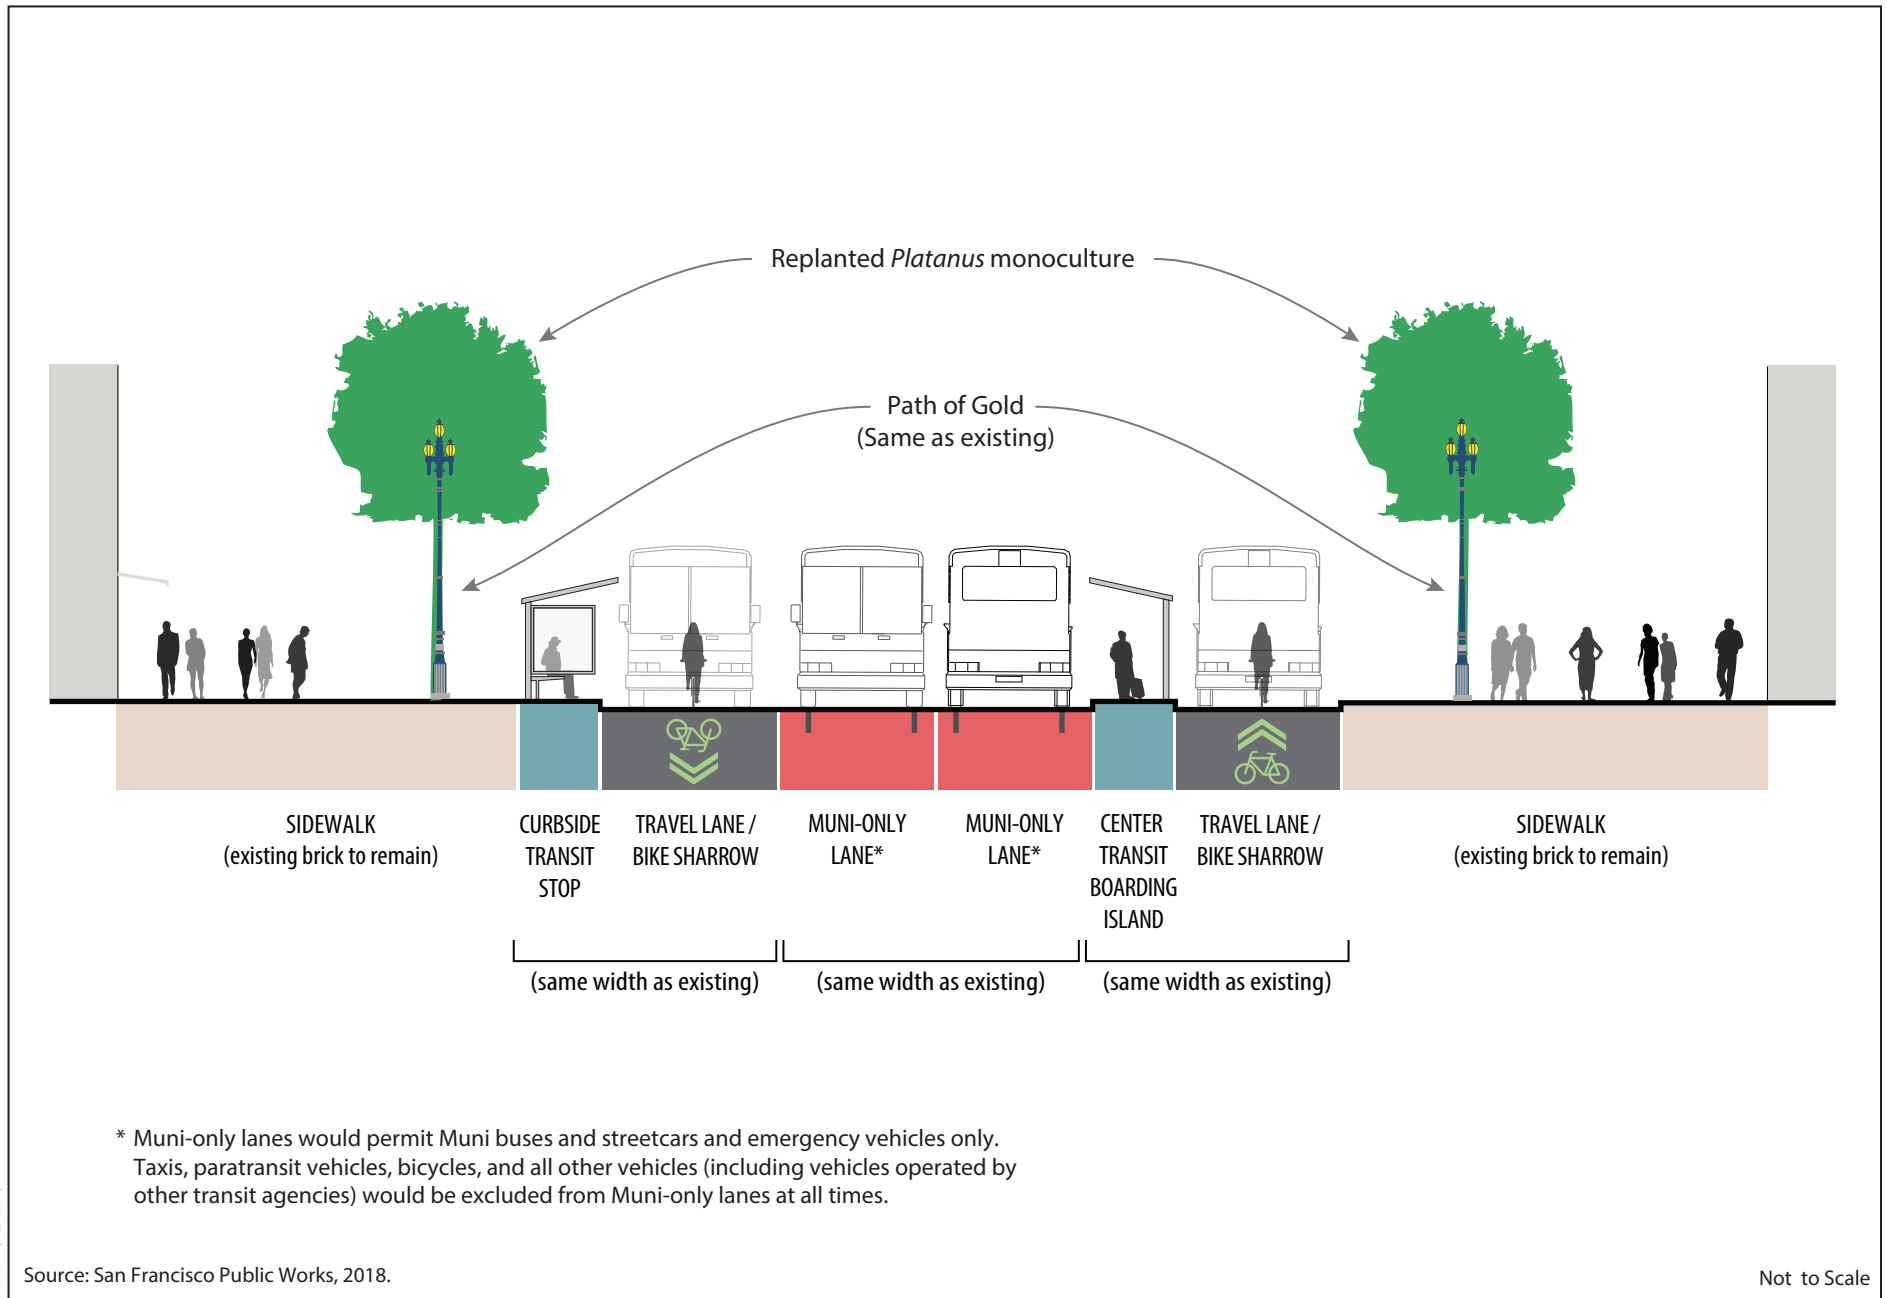 Replanted Platanus monoculture
Path of Gold
(Same as existing)
SIDEWALK
(existing brick to remain)
CURBSIDE
TRANSIT
STOP
TRAVEL LANE /
BIKE SHARROW
MUNI-ONLY
LANE*
MUNI-ONLY
LANE*
CENTER
TRANSIT
BOARDING
ISLAND
TRAVEL LANE /
BIKE SHARROW
SIDEWALK
(existing brick to remain)
(same width as existing)
(same width as existing)
(same width as existing)
* Muni-only lanes would permit Muni buses and streetcars and emergency vehicles only.
Taxis, paratransit vehicles, bicycles, and all other vehicles (including vehicles operated by
other transit agencies) would be excluded from Muni-only lanes at all times.
Source: San Francisco Public Works, 2018.
Not to Scale